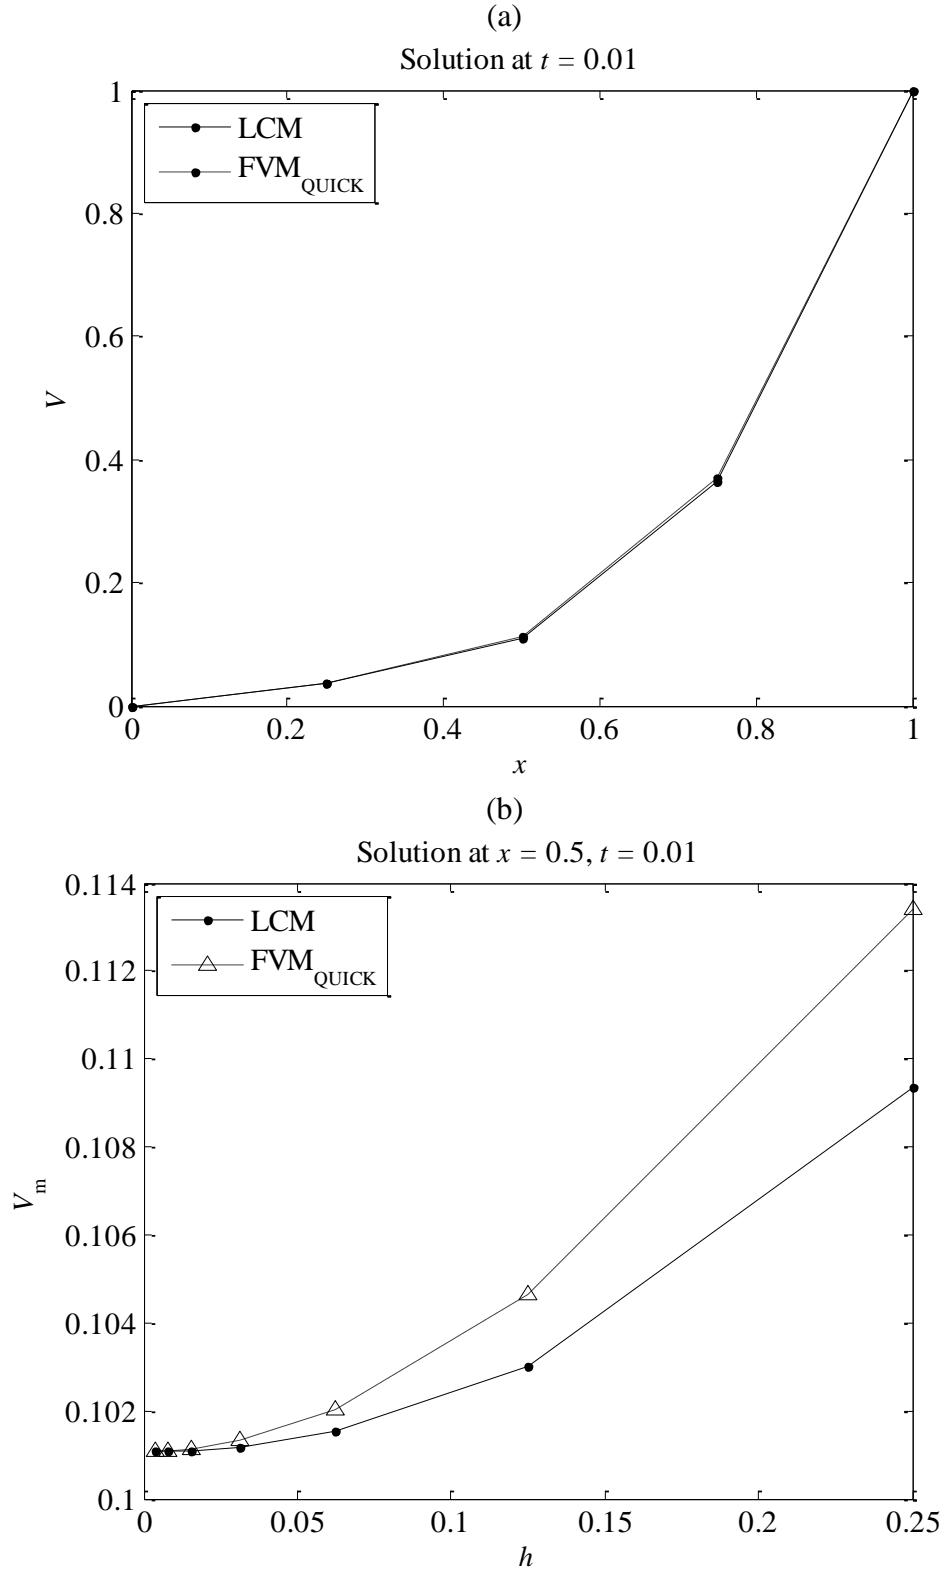 (a)
Solution at t = 0.01
1
LCM
FVM_QUICK
0.8
0.6
V
0.4
0.2
0
0 0.2 0.4 0.6 0.8 1
x
(b)
Solution at x = 0.5, t = 0.01
0.114
LCM
FVM_QUICK
0.112
0.11
0.108
V_m
0.106
0.104
0.102
0.1
0 0.05 0.1 0.15 0.2 0.25
h